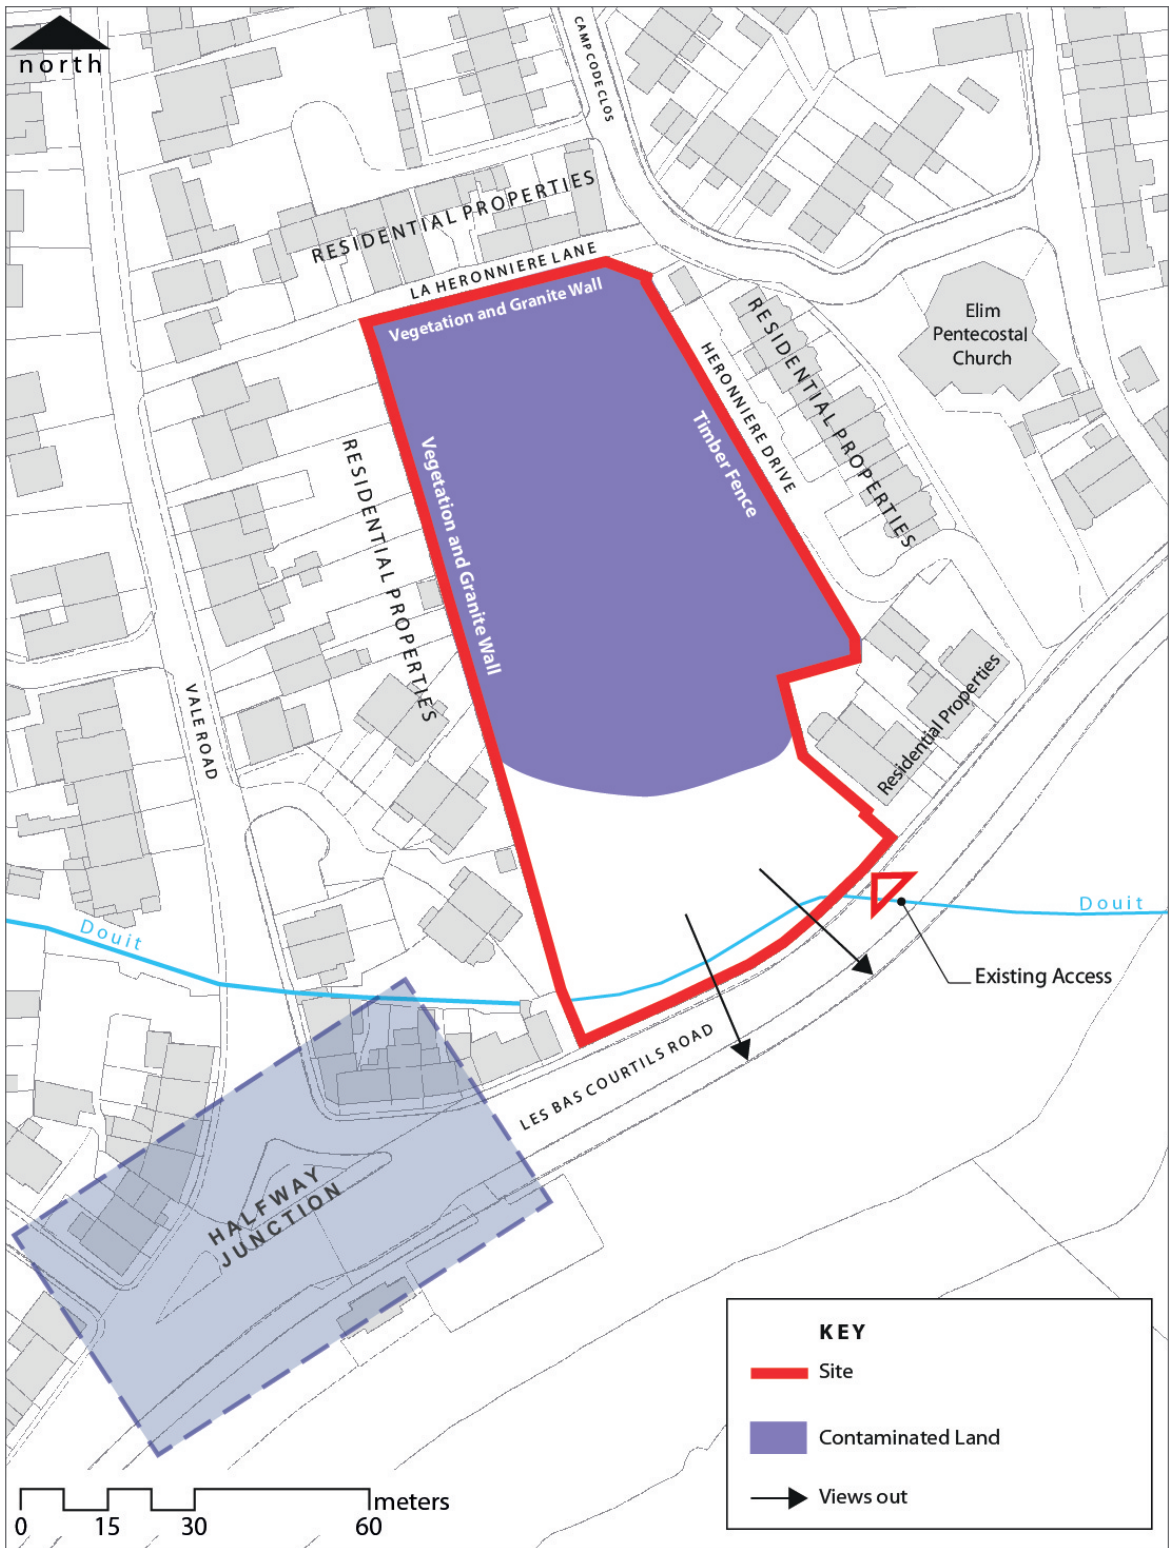 north
CAMP CODE CLOS
RESIDENTIAL PROPERTIES
LA HERONNIERE LANE
Vegetation and Granite Wall
Elim
Pentecostal
Church
RESIDENTIAL PROPERTIES
HERONNIERE DRIVE
Timber Fence
Vegetation and Granite Wall
RESIDENTIAL PROPERTIES
VALE ROAD
Residential Properties
Douit
Douit
Existing Access
LES BAS COURTILS ROAD
HALFWAY
JUNCTION
KEY
Site
Contaminated Land
Views out
meters
0 15 30 60